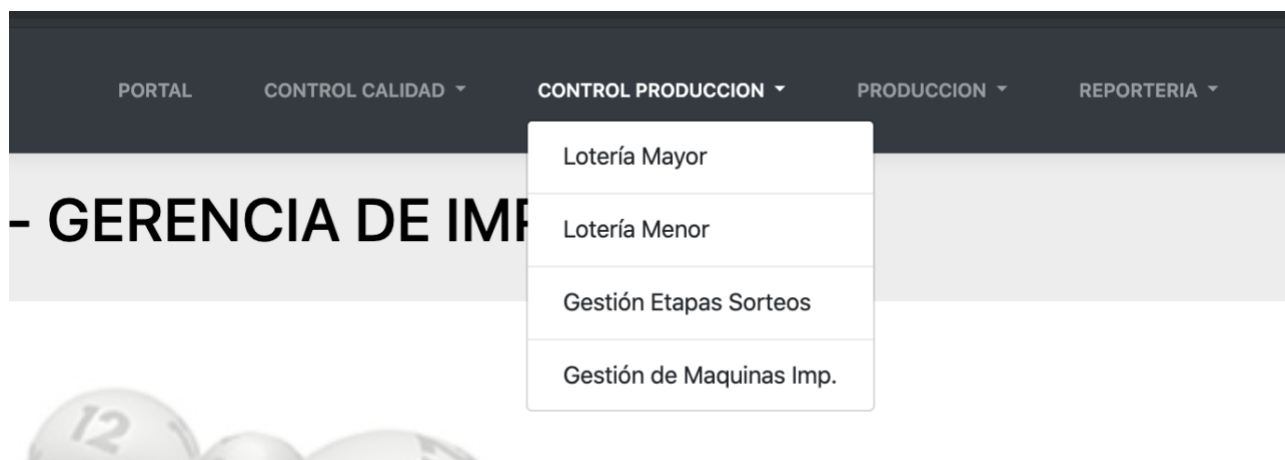 PORTAL CONTROL CALIDAD CONTROL PRODUCCION PRODUCCION REPORTERIA
Lotería Mayor
- GERENCIA DE
Lotería Menor
Gestión Etapas Sorteos
Gestión de Maquinas Imp.
12